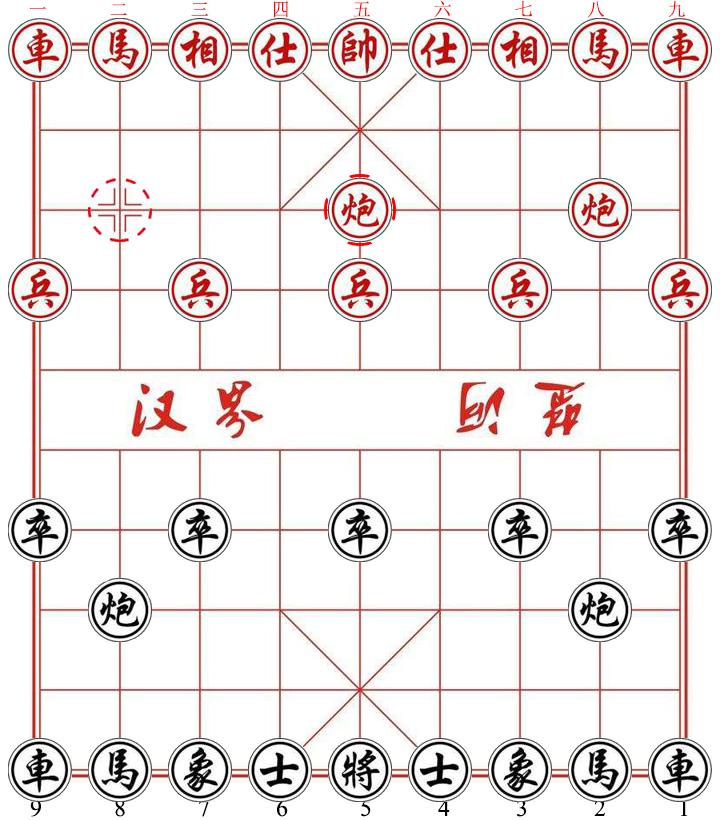 一 二 三 四 五 六 七 八 九
車 馬 相 仕 帥 仕 相 馬 車
炮 炮
兵 兵 兵 兵 兵
汉界
卒 卒 卒 卒 卒
炮 炮
車 馬 象 士 將 士 象 馬 車
9 8 7 6 5 4 3 2 1